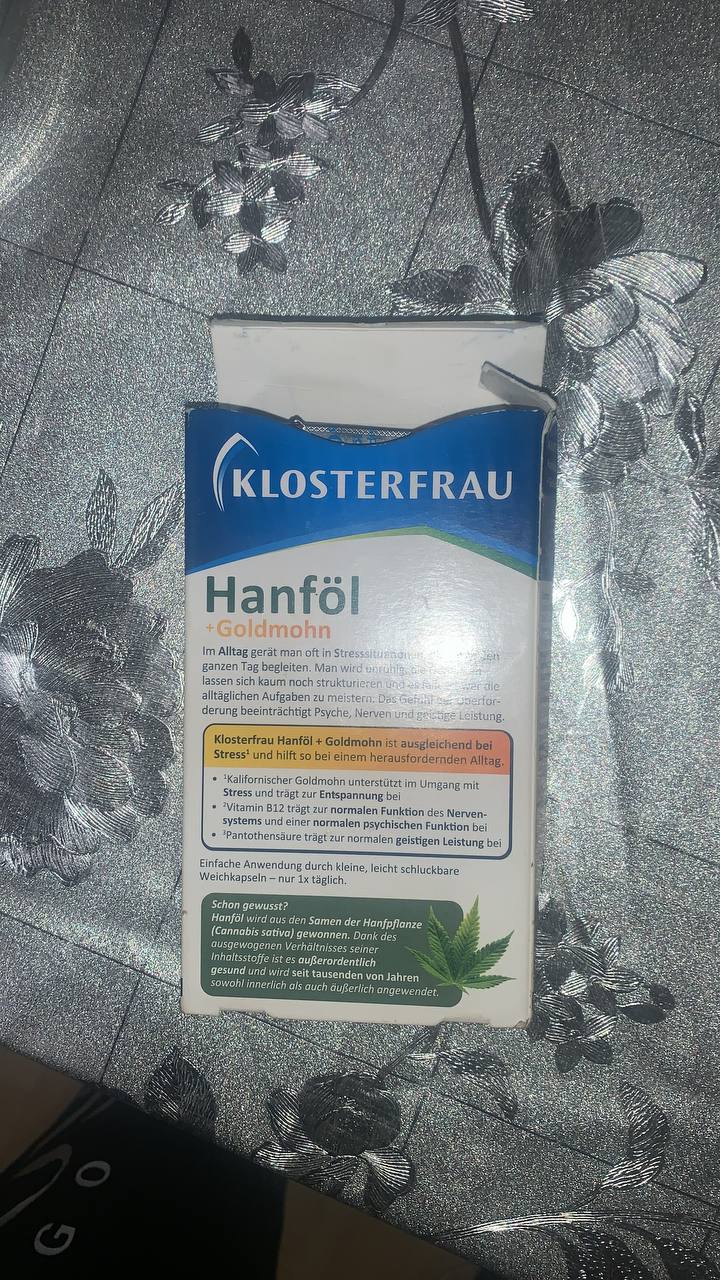 KLOSTERFRAU
Hanföl
+Goldmohn
Im Alltag gerät man oft in Stresssituationen,
ganzen Tag begleiten. Man wird unruhig, die
lassen sich kaum noch strukturieren und es fällt schwer die
alltäglichen Aufgaben zu meistern. Das Gefühl der Überfor-
derung beeinträchtigt Psyche, Nerven und geistige Leistung.
Klosterfrau Hanföl + Goldmohn ist ausgleichend bei
Stress¹ und hilft so bei einem herausfordernden Alltag.
• ¹Kalifornischer Goldmohn unterstützt im Umgang mit
Stress und trägt zur Entspannung bei
• ²Vitamin B12 trägt zur normalen Funktion des Nerven-
systems und einer normalen psychischen Funktion bei
• ³Pantothensäure trägt zur normalen geistigen Leistung bei
Einfache Anwendung durch kleine, leicht schluckbare
Weichkapseln – nur 1x täglich.
Schon gewusst?
Hanföl wird aus den Samen der Hanfpflanze
(Cannabis sativa) gewonnen. Dank des
ausgewogenen Verhältnisses seiner
Inhaltsstoffe ist es außerordentlich
gesund und wird seit tausenden von Jahren
sowohl innerlich als auch äußerlich angewendet.
G O